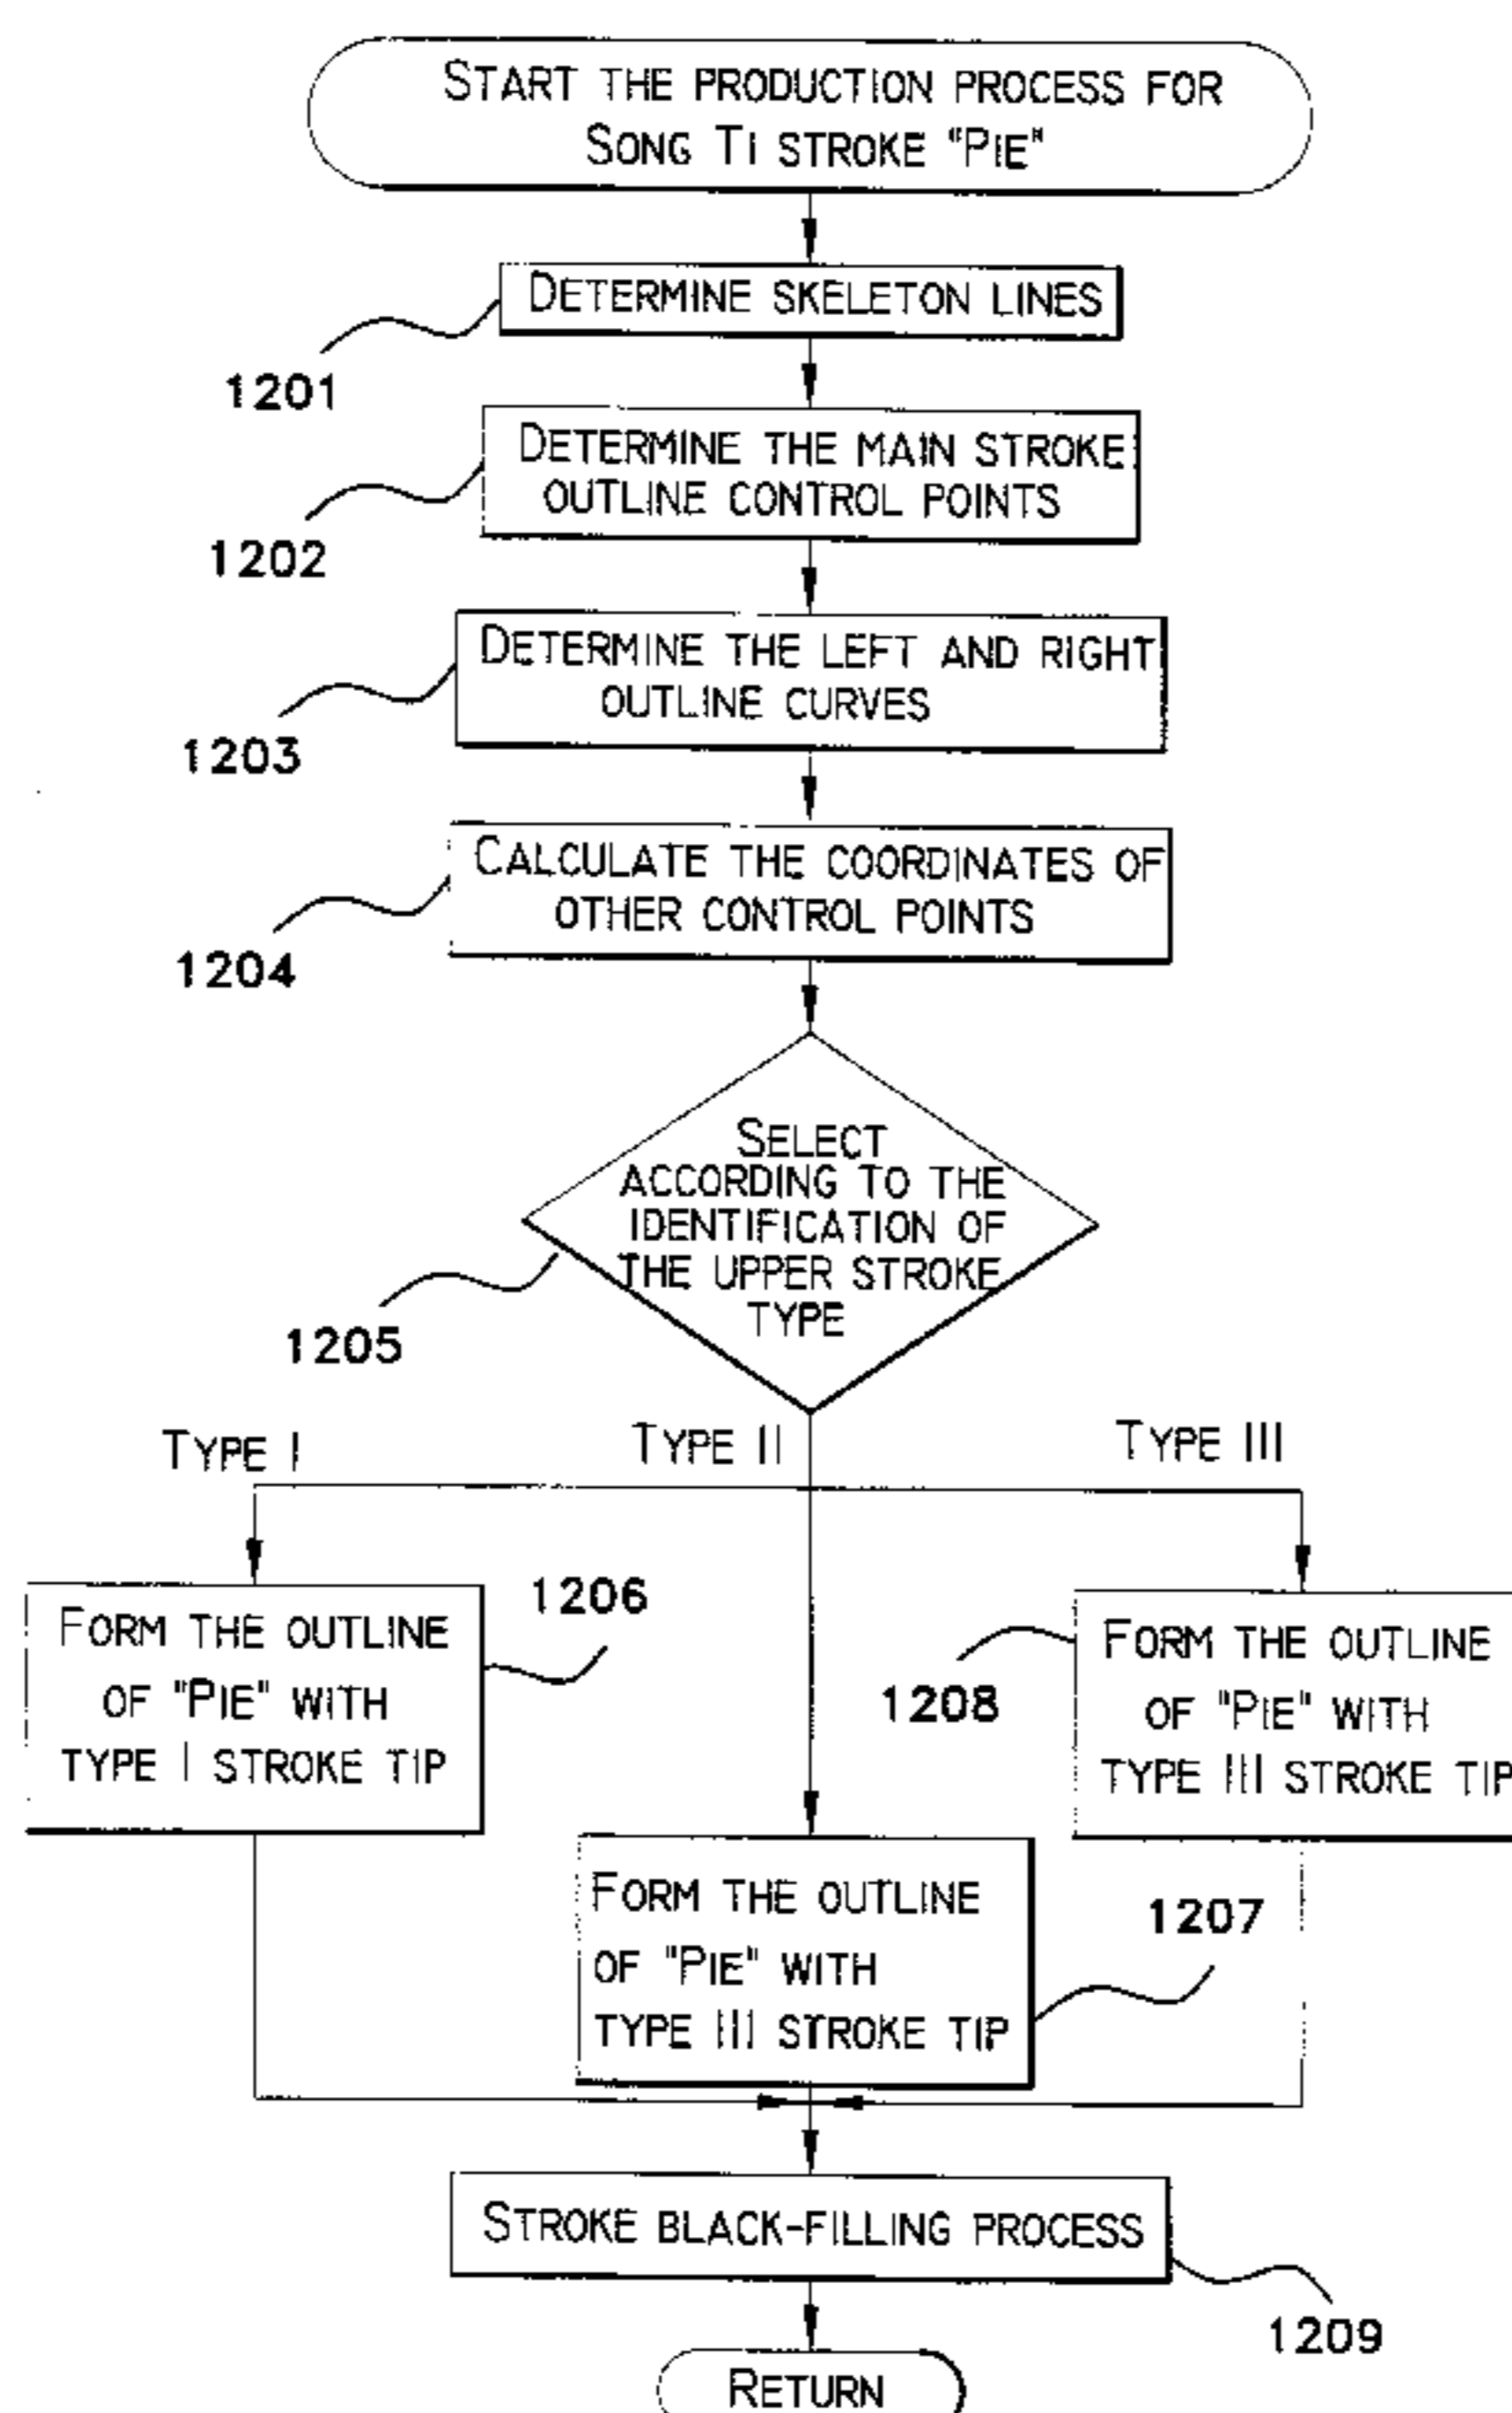 START THE PRODUCTION PROCESS FOR
SONG TI STROKE "PIE"
DETERMINE SKELETON LINES
1201
DETERMINE THE MAIN STROKE
OUTLINE CONTROL POINTS
1202
DETERMINE THE LEFT AND RIGHT
OUTLINE CURVES
1203
CALCULATE THE COORDINATES OF
OTHER CONTROL POINTS
1204
SELECT
ACCORDING TO THE
IDENTIFICATION OF
THE UPPER STROKE
TYPE
1205
TYPE I
TYPE II
TYPE III
FORM THE OUTLINE
OF "PIE" WITH
TYPE I STROKE TIP
1206
FORM THE OUTLINE
OF "PIE" WITH
TYPE III STROKE TIP
1208
FORM THE OUTLINE
OF "PIE" WITH
TYPE III STROKE TIP
1207
STROKE BLACK-FILLING PROCESS
1209
RETURN